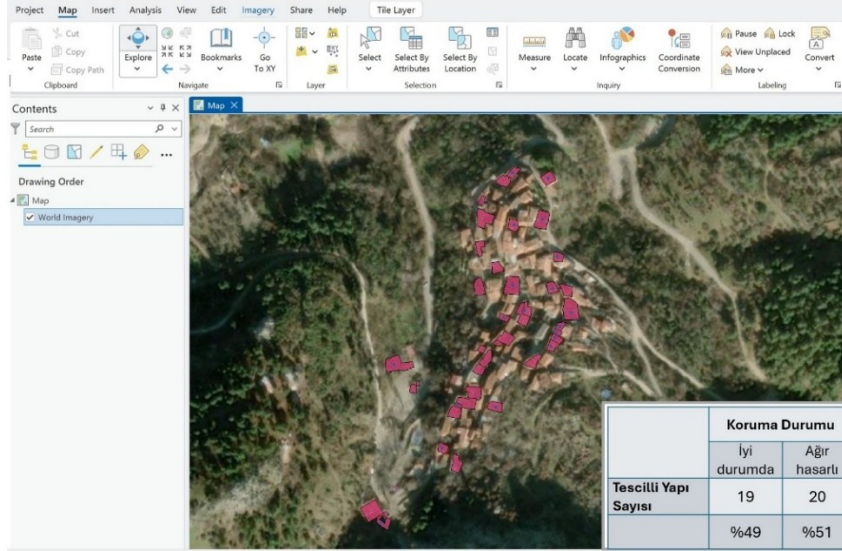 Project Map Insert Analysis View Edit Imagery Share Help Tile Layer
Paste
Cut
Copy
Copy Path
Clipboard
Explore
Bookmarks
Go To XY
Navigate
Layer
Select
Select By Attributes
Select By Location
Selection
Measure
Locate
Infographics
Coordinate Conversion
Inquiry
Pause
Lock
View Unplaced
More
Labeling
Convert
Contents
Search
Drawing Order
Map
World Imagery
Map
Koruma Durumu
İyi durumda
Ağır hasarlı
Tescilli Yapı Sayısı
19
20
%49
%51